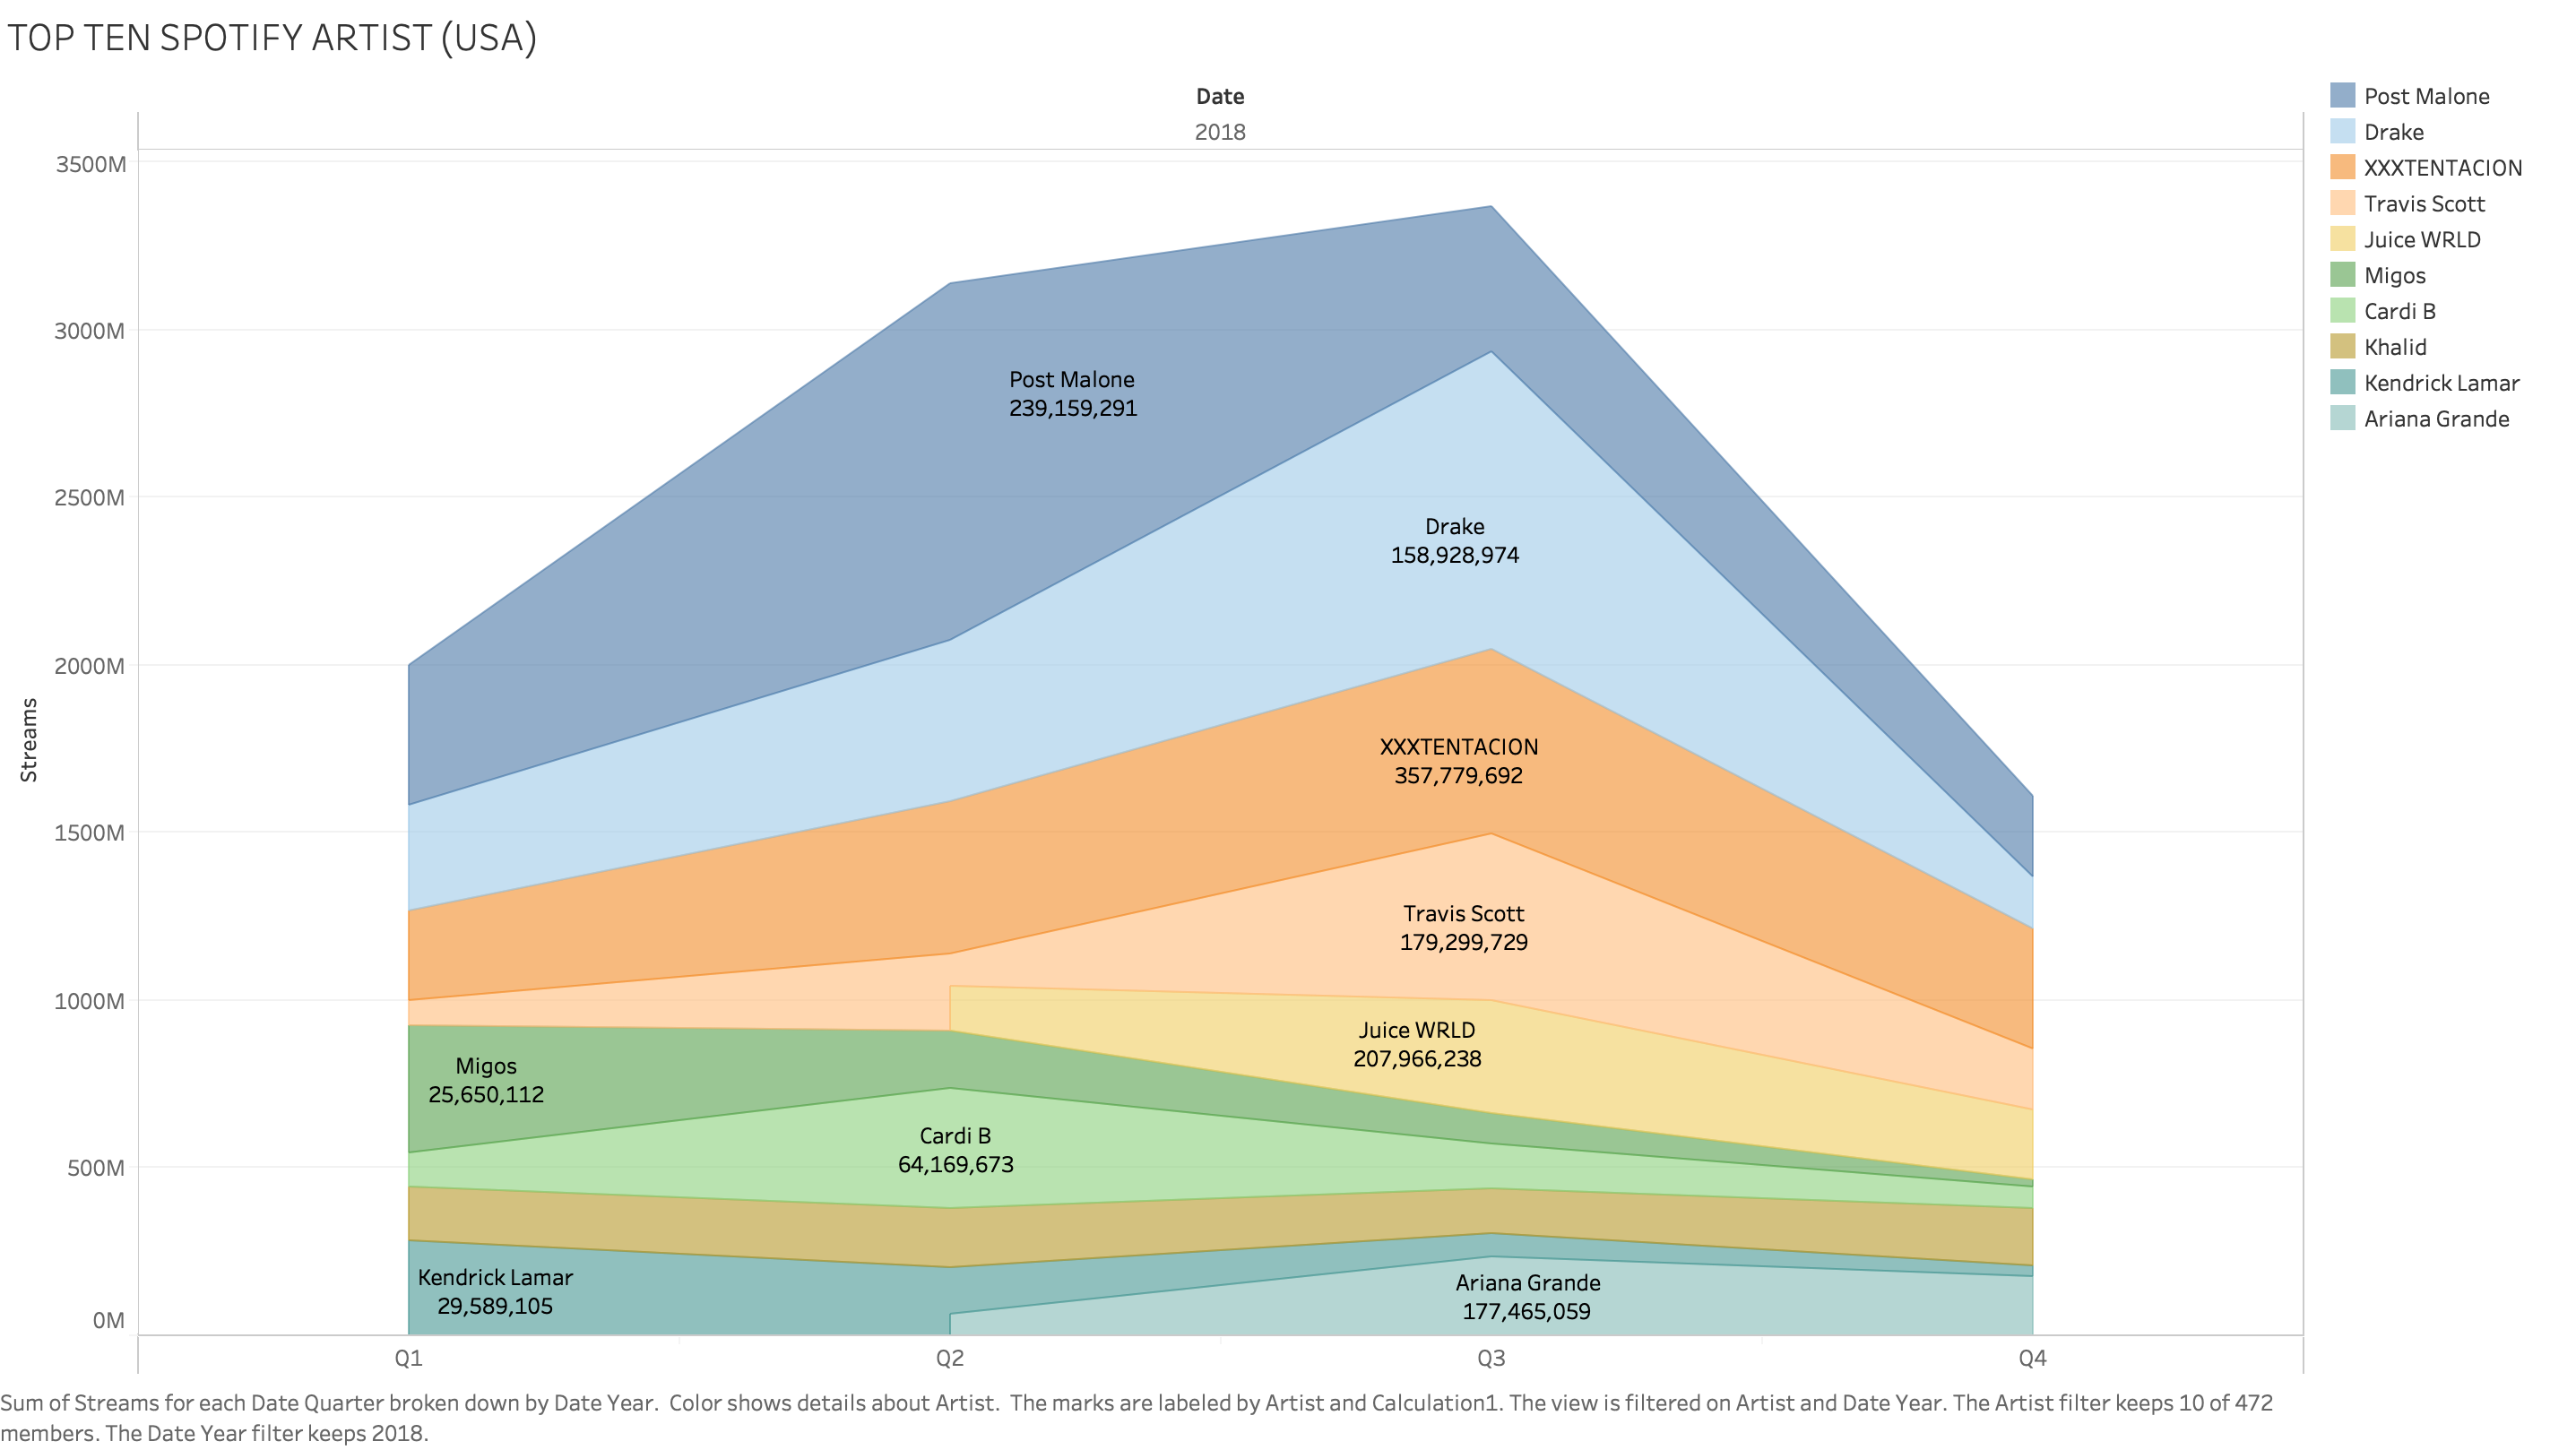 TOP TEN SPOTIFY ARTIST (USA)
Date
2018
3500M
3000M
2500M
2000M
1500M
1000M
500M
0M
Streams
Post Malone
239,159,291
Drake
158,928,974
XXXTENTACION
357,779,692
Travis Scott
179,299,729
Juice WRLD
207,966,238
Migos
25,650,112
Cardi B
64,169,673
Kendrick Lamar
29,589,105
Ariana Grande
177,465,059
Q1
Q2
Q3
Q4
Post Malone
Drake
XXXTENTACION
Travis Scott
Juice WRLD
Migos
Cardi B
Khalid
Kendrick Lamar
Ariana Grande
Sum of Streams for each Date Quarter broken down by Date Year.  Color shows details about Artist.  The marks are labeled by Artist and Calculation1. The view is filtered on Artist and Date Year. The Artist filter keeps 10 of 472
members. The Date Year filter keeps 2018.